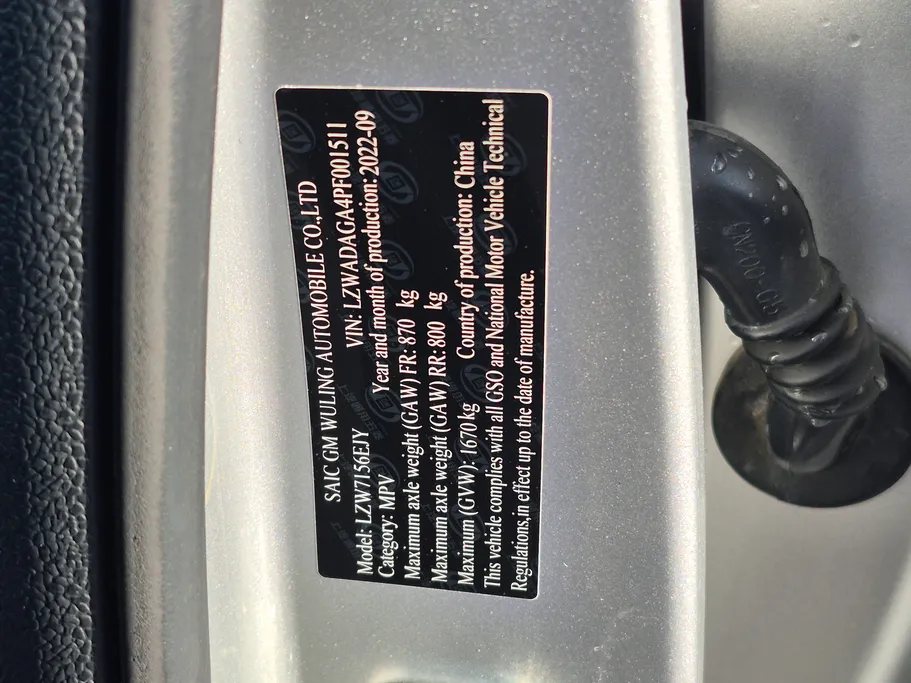 SAIC GM WULING AUTOMOBILE CO.,LTD
Model: LZW7156EJY VIN: LZWADAGA4PF001511
Category: MPV Year and month of production: 2022-09
Maximum axle weight (GAW) FR: 870 kg
Maximum axle weight (GAW) RR: 800 kg
Maximum (GVW): 1670kg Country of production: China
This vehicle complies with all GSO and National Motor Vehicle Technical
Regulations,in effect up to the date of manufacture.